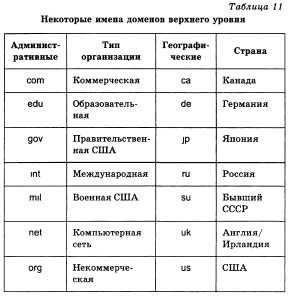 Таблица 11
Некоторые имена доменов верхнего уровня
Админист-
ративные
Тип
организации
Географи-
ческие
Страна
com
Коммерческая
ca
Канада
edu
Образователь-
ная
de
Германия
gov
Правительствен-
ная США
jp
Япония
int
Международная
ru
Россия
mil
Военная США
su
Бывший
СССР
net
Компьютерная
сеть
uk
Англия/
Ирландия
org
Некоммерче-
ская
us
США